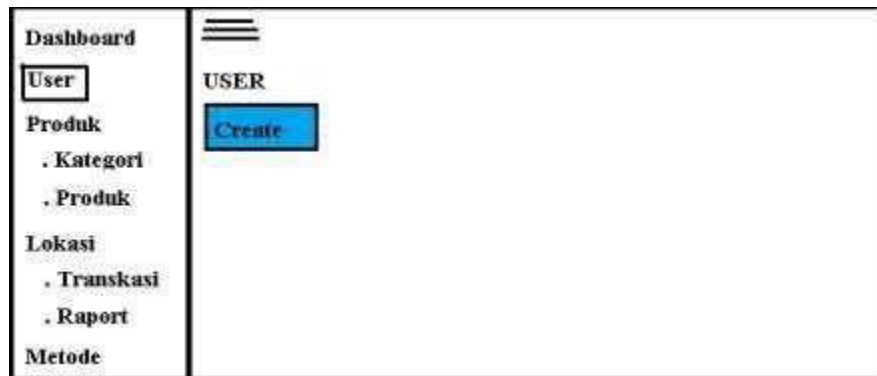 Dashboard
User
Produk
. Kategori
. Produk
Lokasi
. Transkasi
. Raport
Metode
USER
Create